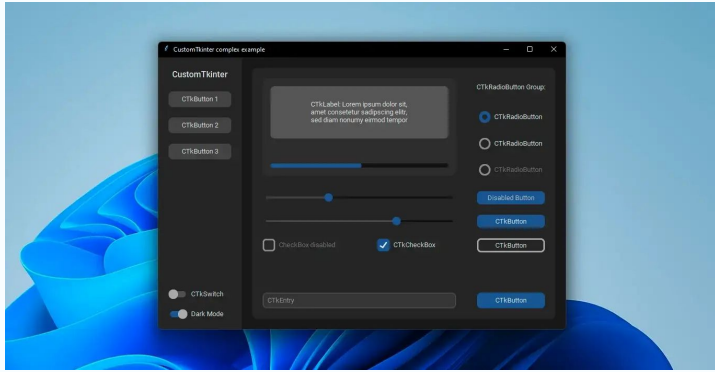 CustomTkinter complex example
CustomTkinter
CTkButton 1
CTkButton 2
CTkButton 3
CTkSwitch
Dark Mode
CTkLabel: Lorem ipsum dolor sit,
amet consetetur sadipscing elitr,
sed diam nonumy eirmod tempor
CheckBox disabled
CTkCheckBox
CTkEntry
CTkRadioButton Group:
CTkRadioButton
CTkRadioButton
CTkRadioButton
Disabled Button
CTkButton
CTkButton
CTkButton